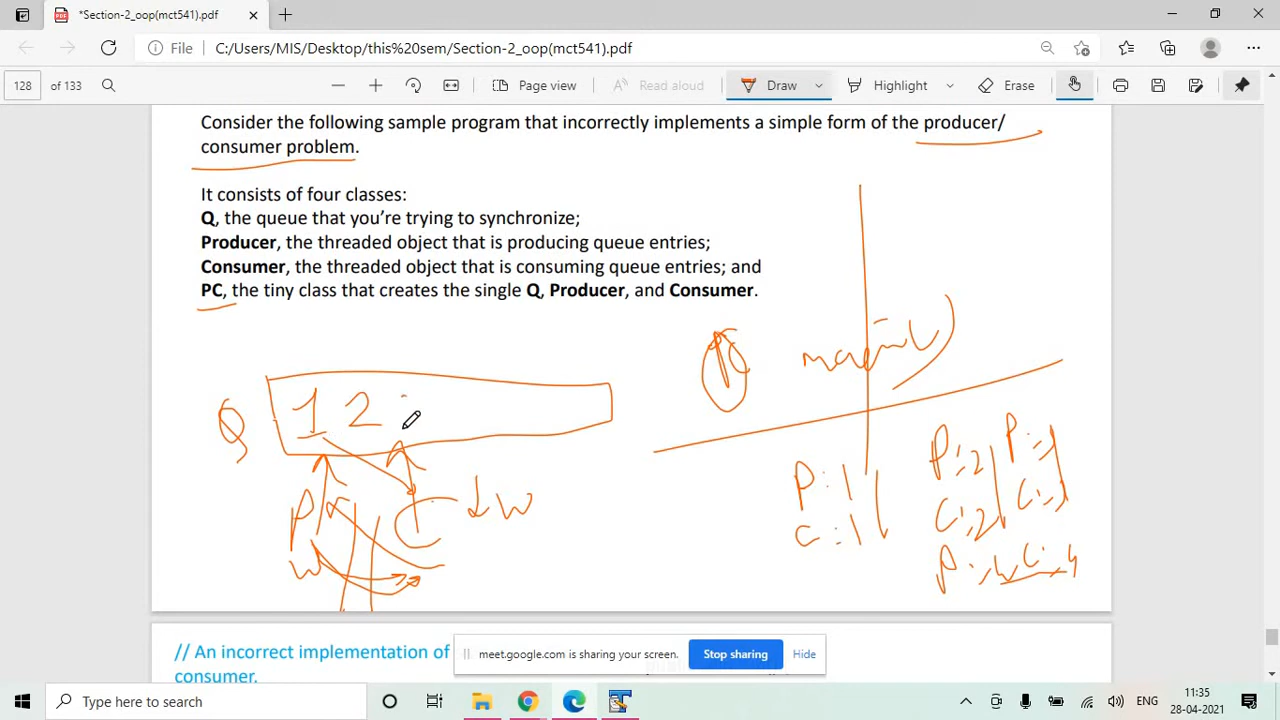 *Section-2_oop(mct541).pdf
File C:/Users/MIS/Desktop/this%20sem/Section-2_oop(mct541).pdf
128 of 133 Page view Read aloud Draw Highlight Erase
Consider the following sample program that incorrectly implements a simple form of the producer/
consumer problem.
It consists of four classes:
Q, the queue that you're trying to synchronize;
Producer, the threaded object that is producing queue entries;
Consumer, the threaded object that is consuming queue entries; and
PC, the tiny class that creates the single Q, Producer, and Consumer.
main()
Q 1 2
P C
W
P:1 P:2
C:1 C:2
// An incorrect implementation of
consumer.
meet.google.com is sharing your screen. Stop sharing Hide
Type here to search
ENG 11:35
28-04-2021